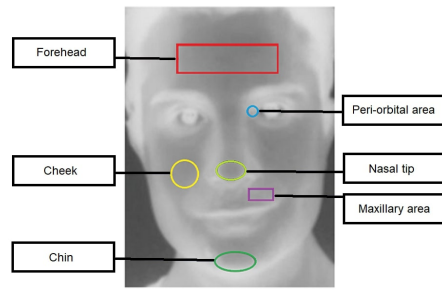 Forehead
Peri-orbital area
Cheek
Nasal tip
Maxillary area
Chin